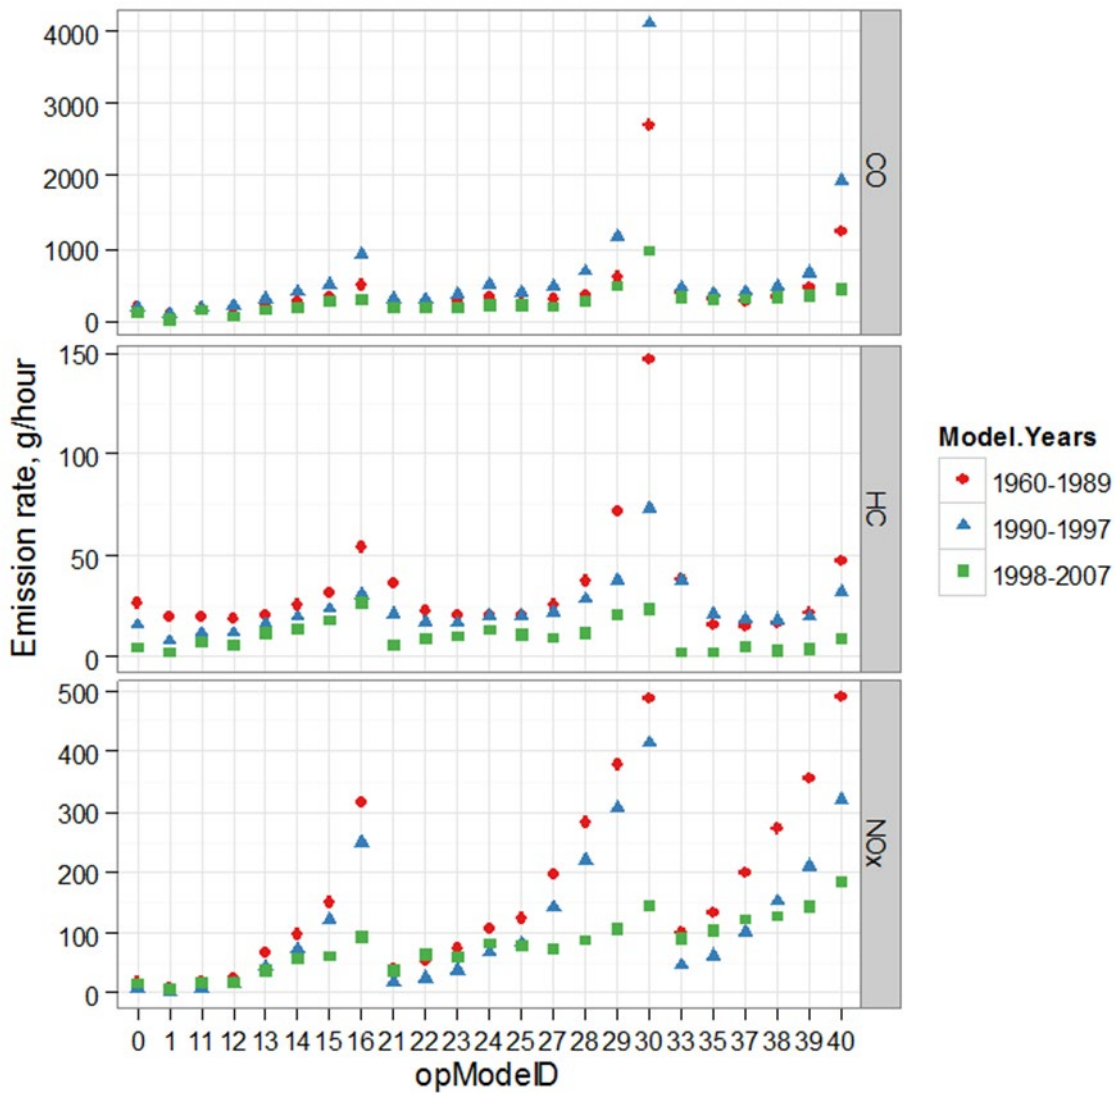 4000
3000
2000
1000
0
CO
150
100
50
0
HC
500
400
300
200
100
0
NOx
0 1 11 12 13 14 15 16 21 22 23 24 25 27 28 29 30 33 35 37 38 39 40
opModeID
Emission rate, g/hour
Model.Years
1960-1989
1990-1997
1998-2007